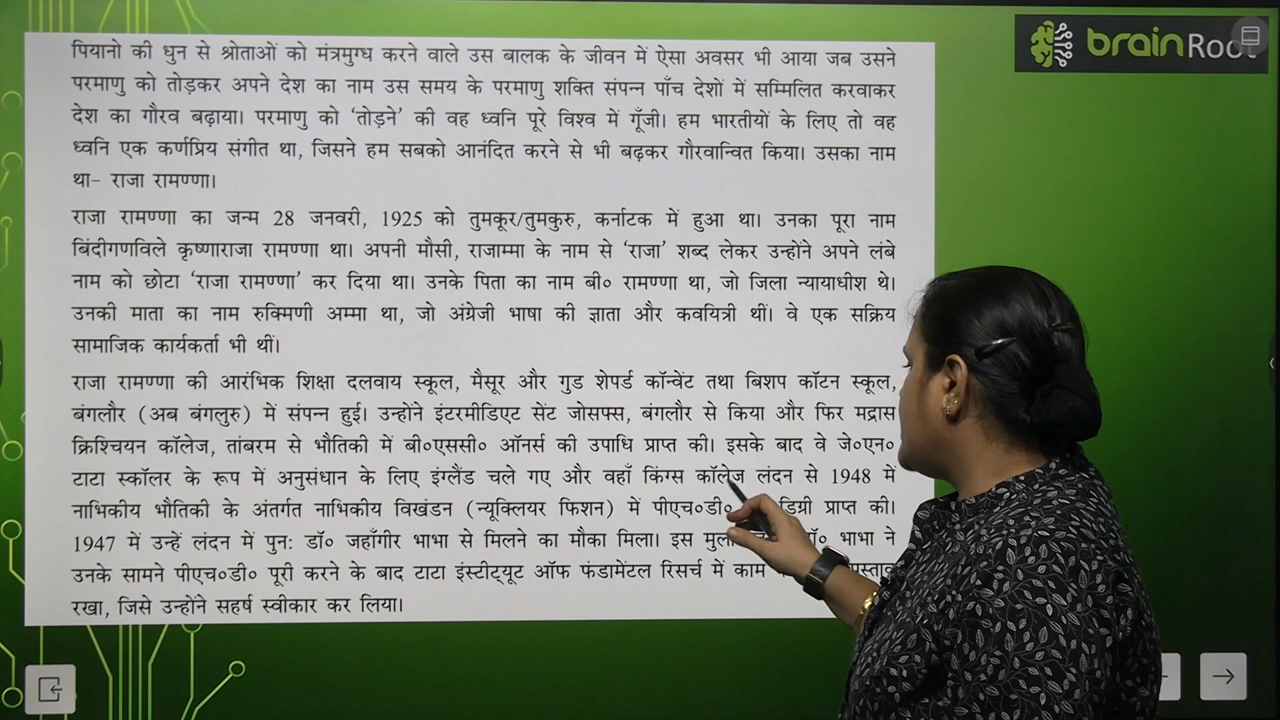 brainRoot
पियानो की धुन से श्रोताओं को मंत्रमुग्ध करने वाले उस बालक के जीवन में ऐसा अवसर भी आया जब उसने
परमाणु को तोड़कर अपने देश का नाम उस समय के परमाणु शक्ति संपन्न पाँच देशों में सम्मिलित करवाकर
देश का गौरव बढ़ाया। परमाणु को ‘तोड़ने’ की वह ध्वनि पूरे विश्व में गूँजी। हम भारतीयों के लिए तो वह
ध्वनि एक कर्णप्रिय संगीत था, जिसने हम सबको आनंदित करने से भी बढ़कर गौरवान्वित किया। उसका नाम
था– राजा रामण्णा।
राजा रामण्णा का जन्म 28 जनवरी, 1925 को तुमकूर/तुमकुरु, कर्नाटक में हुआ था। उनका पूरा नाम
बिंदीगणविले कृष्णाराजा रामण्णा था। अपनी मौसी, राजाम्मा के नाम से ‘राजा’ शब्द लेकर उन्होंने अपने लंबे
नाम को छोटा ‘राजा रामण्णा’ कर दिया था। उनके पिता का नाम बी० रामण्णा था, जो जिला न्यायाधीश थे।
उनकी माता का नाम रुक्मिणी अम्मा था, जो अंग्रेजी भाषा की ज्ञाता और कवयित्री थीं। वे एक सक्रिय
सामाजिक कार्यकर्ता भी थीं।
राजा रामण्णा की आरंभिक शिक्षा दलवाय स्कूल, मैसूर और गुड शेपर्ड कॉन्वेंट तथा बिशप कॉटन स्कूल,
बंगलौर (अब बंगलुरु) में संपन्न हुई। उन्होंने इंटरमीडिएट सेंट जोसफ्स, बंगलौर से किया और फिर मद्रास
क्रिश्चियन कॉलेज, तांबरम से भौतिकी में बी०एससी० ऑनर्स की उपाधि प्राप्त की। इसके बाद वे जे०एन०
टाटा स्कॉलर के रूप में अनुसंधान के लिए इंग्लैंड चले गए और वहाँ किंग्स कॉलेज लंदन से 1948 में
नाभिकीय भौतिकी के अंतर्गत नाभिकीय विखंडन (न्यूक्लियर फिशन) में पीएच०डी० डिग्री प्राप्त की।
1947 में उन्हें लंदन में पुन: डॉ० जहाँगीर भाभा से मिलने का मौका मिला। इस भाभा ने
उनके सामने पीएच०डी० पूरी करने के बाद टाटा इंस्टीट्यूट ऑफ फंडामेंटल रिसर्च में काम
रखा, जिसे उन्होंने सहर्ष स्वीकार कर लिया।